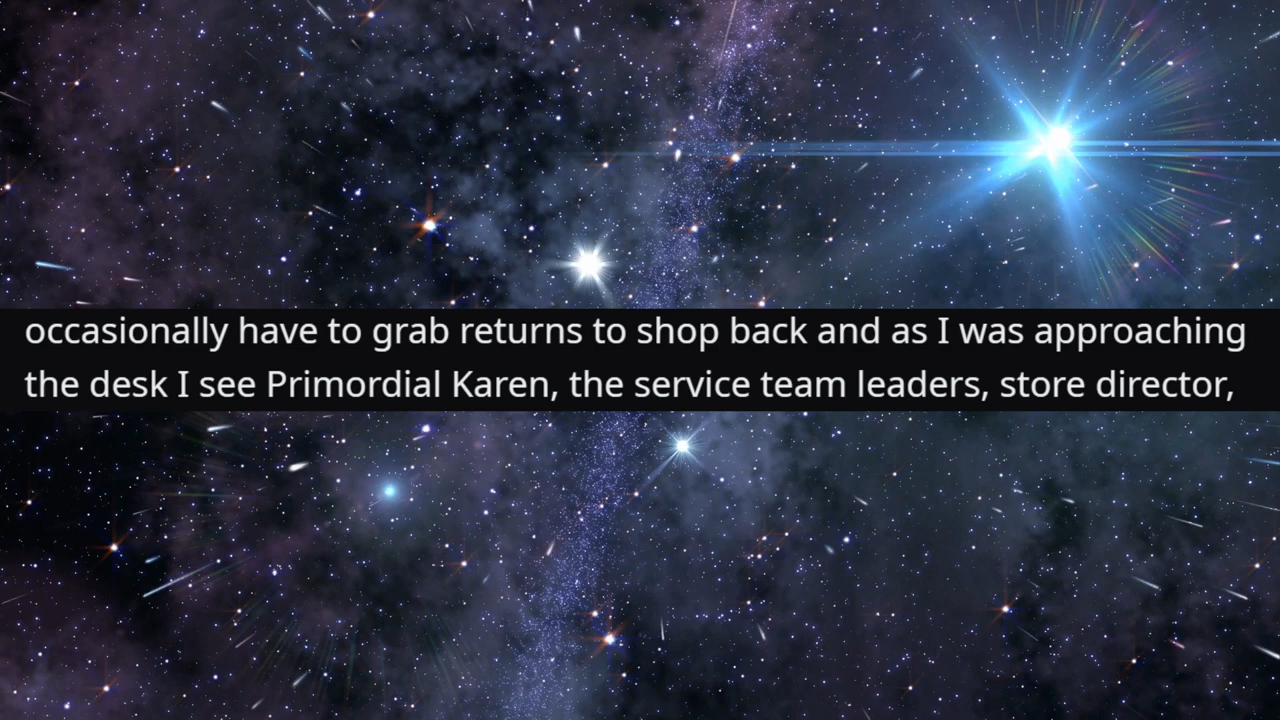 occasionally have to grab returns to shop back and as I was approaching
the desk I see Primordial Karen, the service team leaders, store director,